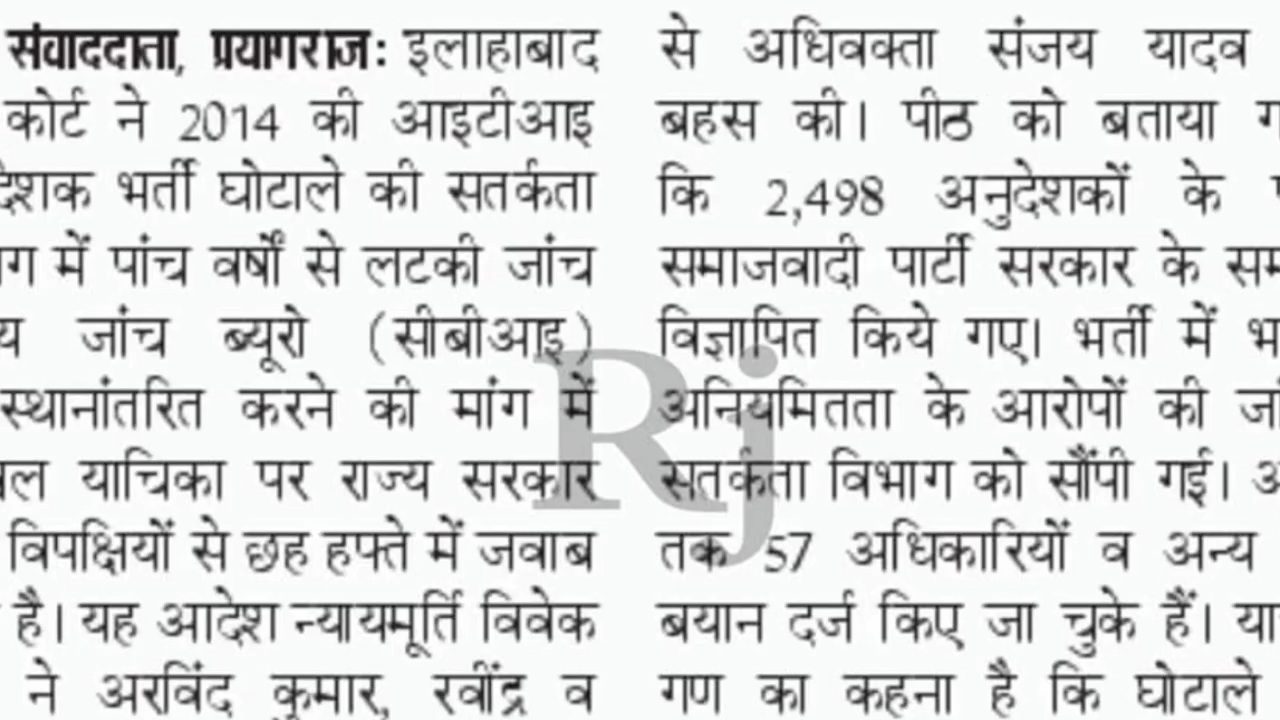 संवाददाता, प्रयागराज: इलाहाबाद
कोर्ट ने 2014 की आइटीआइ
देशक भर्ती घोटाले की सतर्कता
ग में पांच वर्षों से लटकी जांच
य जांच ब्यूरो (सीबीआइ)
स्थानांतरित करने की मांग में
ल याचिका पर राज्य सरकार
विपक्षियों से छह हफ्ते में जवाब
है। यह आदेश न्यायमूर्ति विवेक
ने अरविंद कुमार, रवींद्र व
से अधिवक्ता संजय यादव
बहस की। पीठ को बताया ग
कि 2,498 अनुदेशकों के
समाजवादी पार्टी सरकार के सम
विज्ञापित किये गए। भर्ती में भ
अनियमितता के आरोपों की जां
सतर्कता विभाग को सौंपी गई। अ
तक 57 अधिकारियों व अन्य
बयान दर्ज किए जा चुके हैं। या
गण का कहना है कि घोटाले
Rj